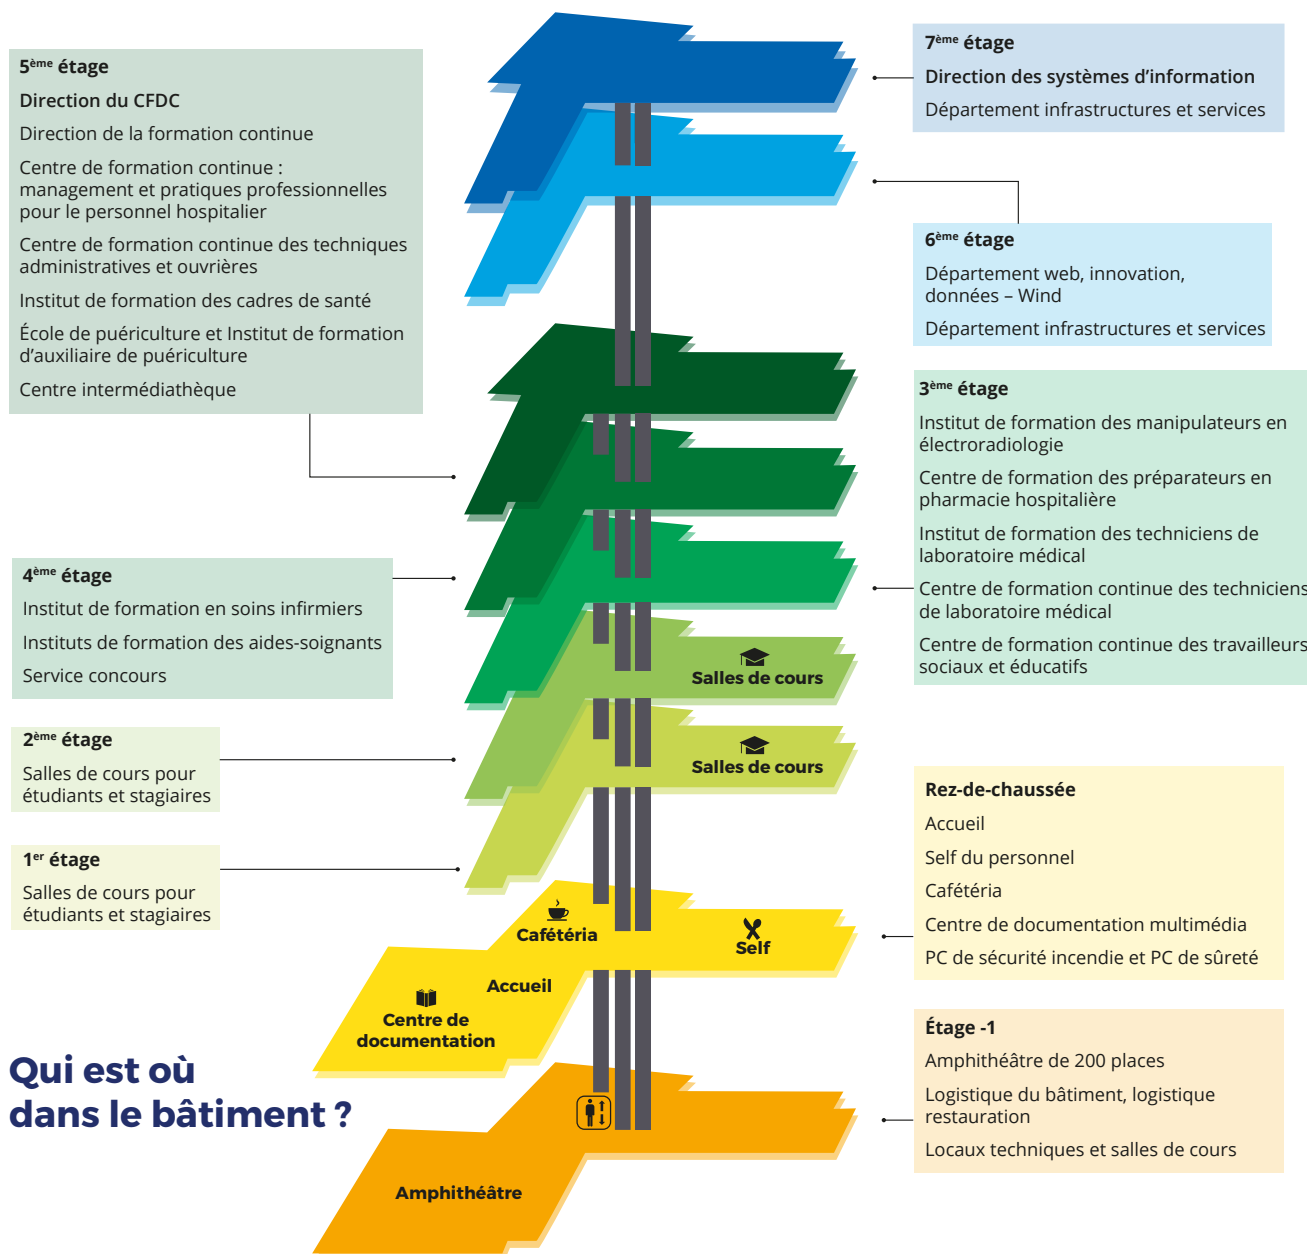 5ème étage
Direction du CFDC
Direction de la formation continue
Centre de formation continue :
management et pratiques professionnelles
pour le personnel hospitalier
Centre de formation continue des techniques
administratives et ouvrières
Institut de formation des cadres de santé
École de puériculture et Institut de formation
d'auxiliaire de puériculture
Centre intermédiathèque
7ème étage
Direction des systèmes d'information
Département infrastructures et services
6ème étage
Département web, innovation,
données – Wind
Département infrastructures et services
3ème étage
Institut de formation des manipulateurs en
électroradiologie
Centre de formation des préparateurs en
pharmacie hospitalière
Institut de formation des techniciens de
laboratoire médical
Centre de formation continue des techniciens
de laboratoire médical
Centre de formation continue des travailleurs
sociaux et éducatifs
4ème étage
Institut de formation en soins infirmiers
Instituts de formation des aides-soignants
Service concours
Salles de cours
2ème étage
Salles de cours pour
étudiants et stagiaires
Salles de cours
1er étage
Salles de cours pour
étudiants et stagiaires
Rez-de-chaussée
Accueil
Self du personnel
Cafétéria
Centre de documentation multimédia
PC de sécurité incendie et PC de sûreté
Cafétéria
Self
Accueil
Centre de
documentation
Étage -1
Amphithéâtre de 200 places
Logistique du bâtiment, logistique
restauration
Locaux techniques et salles de cours
Qui est où
dans le bâtiment ?
Amphithéâtre